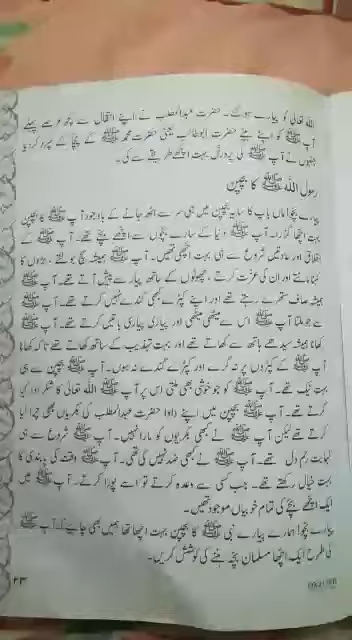 اللہ تعالیٰ کو پیارے ہو گئے۔ حضرت عبدالمطلب نے اپنے انتقال سے کچھ عرصے پہلے
آپ ﷺ کو اپنے بیٹے حضرت ابوطالب یعنی حضرت محمد ﷺ کے چچا کے سپرد کر دیا
جنہوں نے آپ ﷺ کی پرورش بہت اچھے طریقے سے کی۔
رسول اللہ ﷺ کا بچپن
پیارے بچو! ماں باپ کا سایہ بچپن میں ہی سر سے اٹھ جانے کے باوجود آپ ﷺ کا بچپن
بہت اچھا گزرا۔ آپ ﷺ دنیا کے سارے بچوں سے اچھے بچے تھے۔ آپ ﷺ کے
اخلاق اور عادتیں شروع سے ہی بہت اچھی تھیں۔ آپ ﷺ ہمیشہ سچ بولتے، بڑوں کا
کہنا مانتے اور ان کی عزت کرتے، چھوٹوں کے ساتھ پیار سے پیش آتے تھے۔ آپ ﷺ
ہمیشہ صاف ستھرے رہتے تھے اور اپنے کپڑے بھی گندے نہیں کرتے تھے۔ آپ ﷺ
سے جو ملتا آپ ﷺ اس سے میٹھی میٹھی اور پیاری پیاری باتیں کرتے تھے۔ آپ ﷺ
کھانا ہمیشہ سیدھے ہاتھ سے کھاتے تھے اور بہت تہذیب کے ساتھ کھاتے تھے تاکہ کھانا
آپ ﷺ کے کپڑوں پر نہ گرے اور کپڑے گندے نہ ہوں۔ آپ ﷺ بچپن سے ہی
بہت نیک تھے۔ آپ ﷺ کو جو خوشی بھی ملتی اس پر آپ ﷺ اللہ تعالیٰ کا شکر ادا کیا
کرتے تھے۔ آپ ﷺ بچپن میں اپنے دادا حضرت عبدالمطلب کی بکریاں بھی چرایا
کرتے تھے لیکن آپ ﷺ نے کبھی بکریوں کو مارا نہیں۔ آپ ﷺ شروع سے ہی
نہایت رحم دل تھے۔ آپ ﷺ نے کبھی ضد نہیں کی تھی۔ آپ ﷺ وقت کی پابندی کا
بہت خیال رکھتے تھے۔ جب کسی سے وعدہ کرتے تو اسے پورا کرتے۔ آپ ﷺ میں
ایک اچھے بچے کی تمام خوبیاں موجود تھیں۔
پیارے بچو! ہمارے پیارے نبی ﷺ کا بچپن بہت اچھا تھا ہمیں بھی چاہیے کہ آپ ﷺ
کی طرح ایک اچھا مسلمان بچہ بننے کی کوشش کریں۔
۲۳